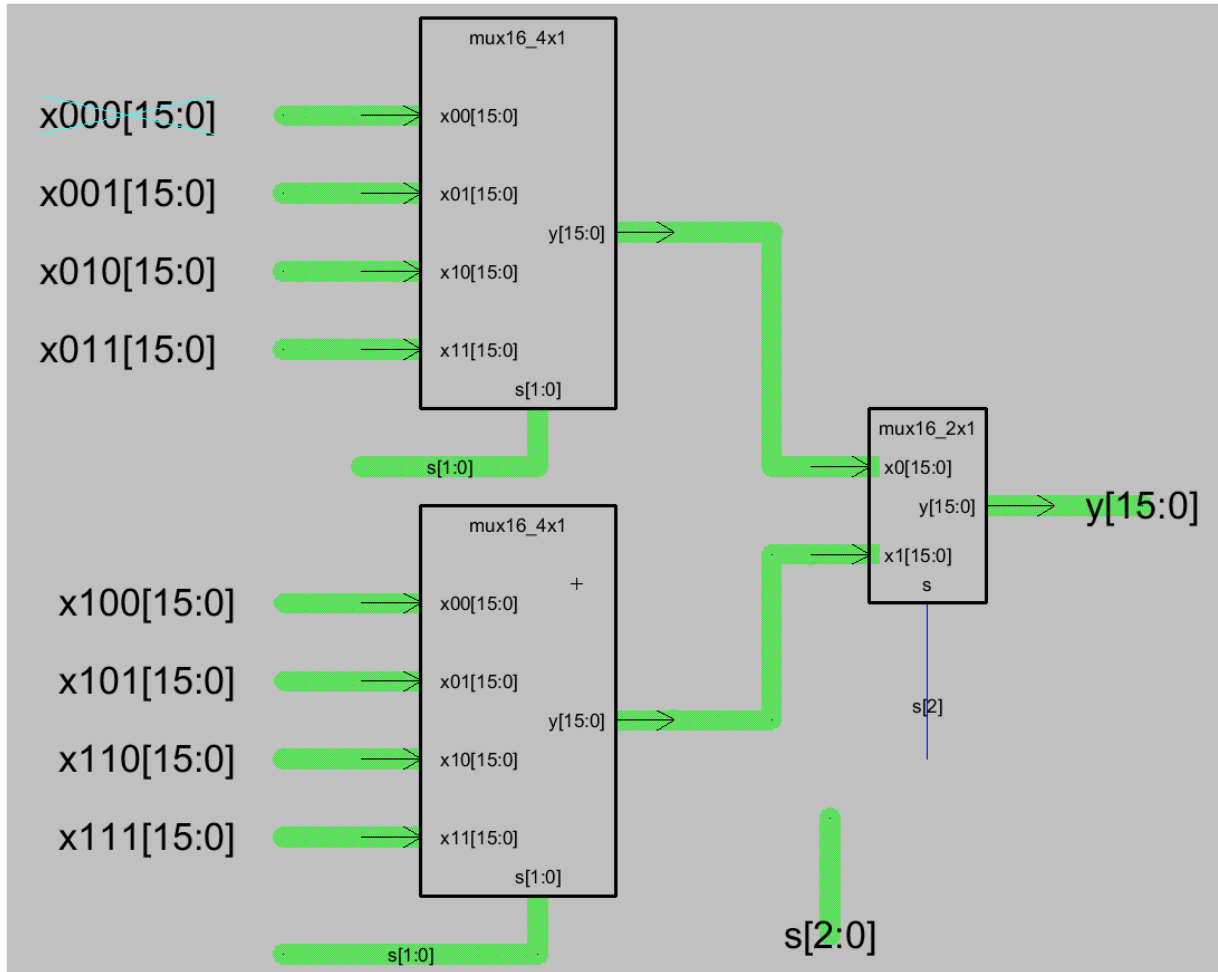 mux16_4x1
x000[15:0]
x00[15:0]
x001[15:0]
x01[15:0]
y[15:0]
x010[15:0]
x10[15:0]
x011[15:0]
x11[15:0]
s[1:0]
s[1:0]
mux16_2x1
x0[15:0]
y[15:0]
y[15:0]
x1[15:0]
s
s[2]
mux16_4x1
x100[15:0]
x00[15:0]
x101[15:0]
x01[15:0]
y[15:0]
x110[15:0]
x10[15:0]
x111[15:0]
x11[15:0]
s[1:0]
s[1:0]
s[2:0]